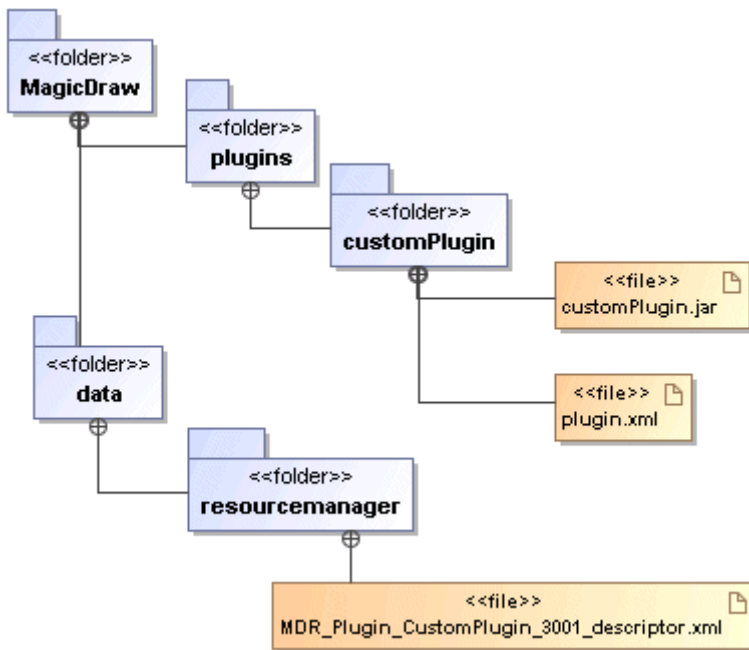 <<folder>>
MagicDraw
<<folder>>
plugins
<<folder>>
customPlugin
<<file>>
customPlugin.jar
<<folder>>
data
<<file>>
plugin.xml
<<folder>>
resourcemanager
<<file>>
MDR_Plugin_CustomPlugin_3001_descriptor.xml